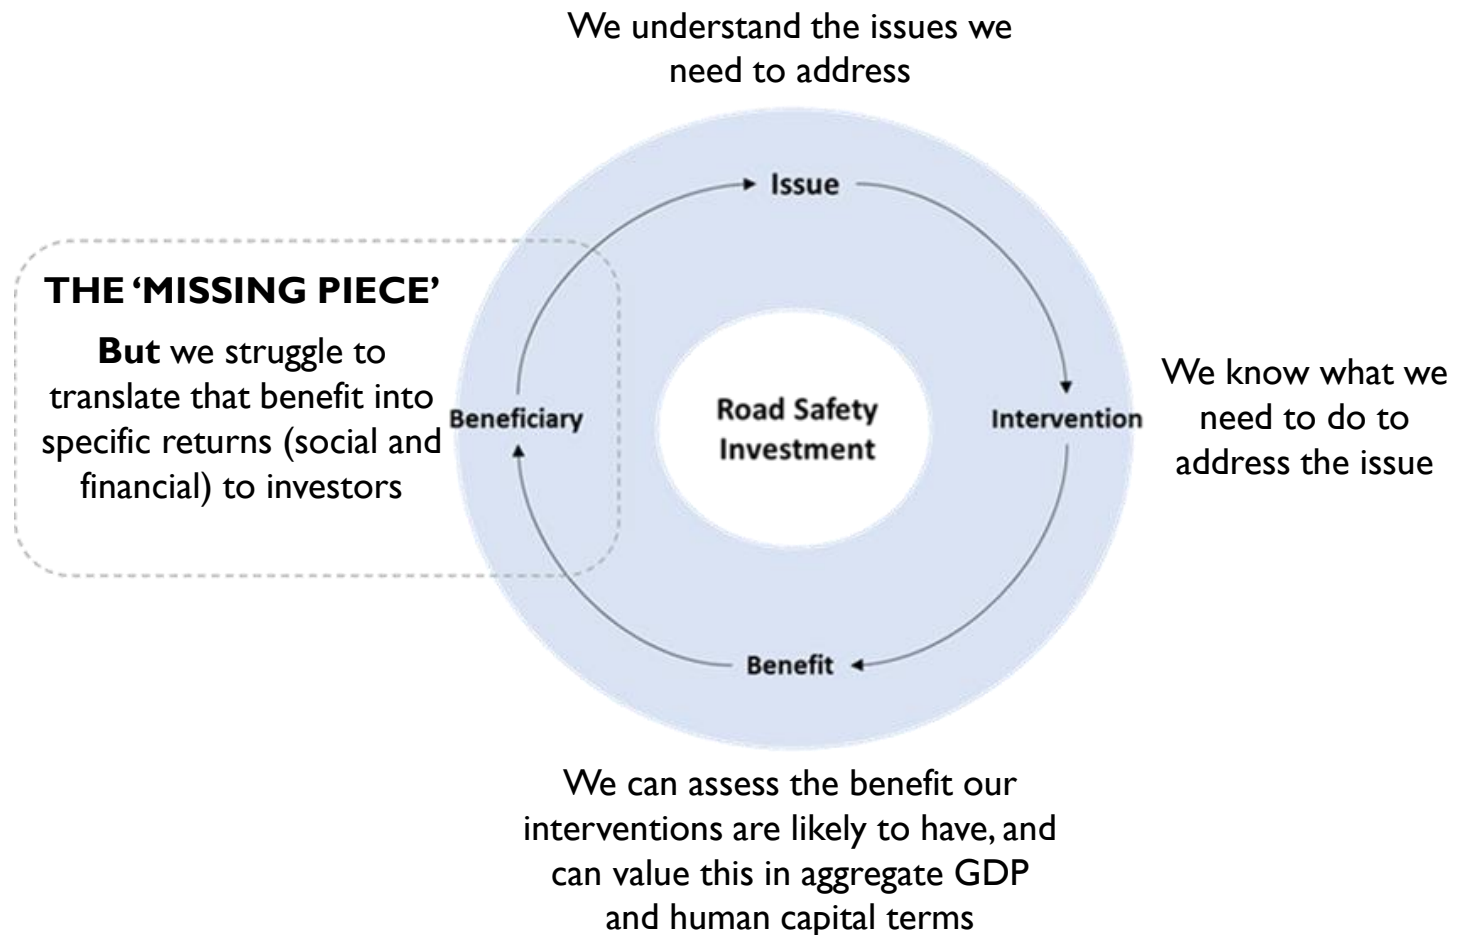 We understand the issues we
need to address
Issue
THE ‘MISSING PIECE’
But we struggle to
translate that benefit into
specific returns (social and
financial) to investors
Beneficiary
Road Safety
Investment
Intervention
We know what we
need to do to
address the issue
Benefit
We can assess the benefit our
interventions are likely to have, and
can value this in aggregate GDP
and human capital terms